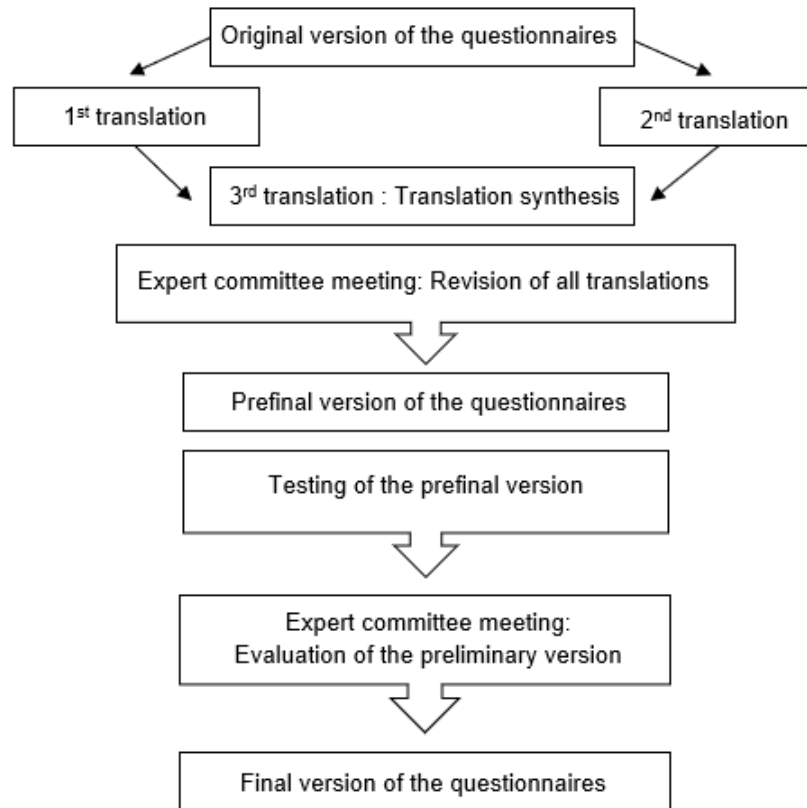 Original version of the questionnaires
1st translation
2nd translation
3rd translation : Translation synthesis
Expert committee meeting: Revision of all translations
Prefinal version of the questionnaires
Testing of the prefinal version
Expert committee meeting:
Evaluation of the preliminary version
Final version of the questionnaires